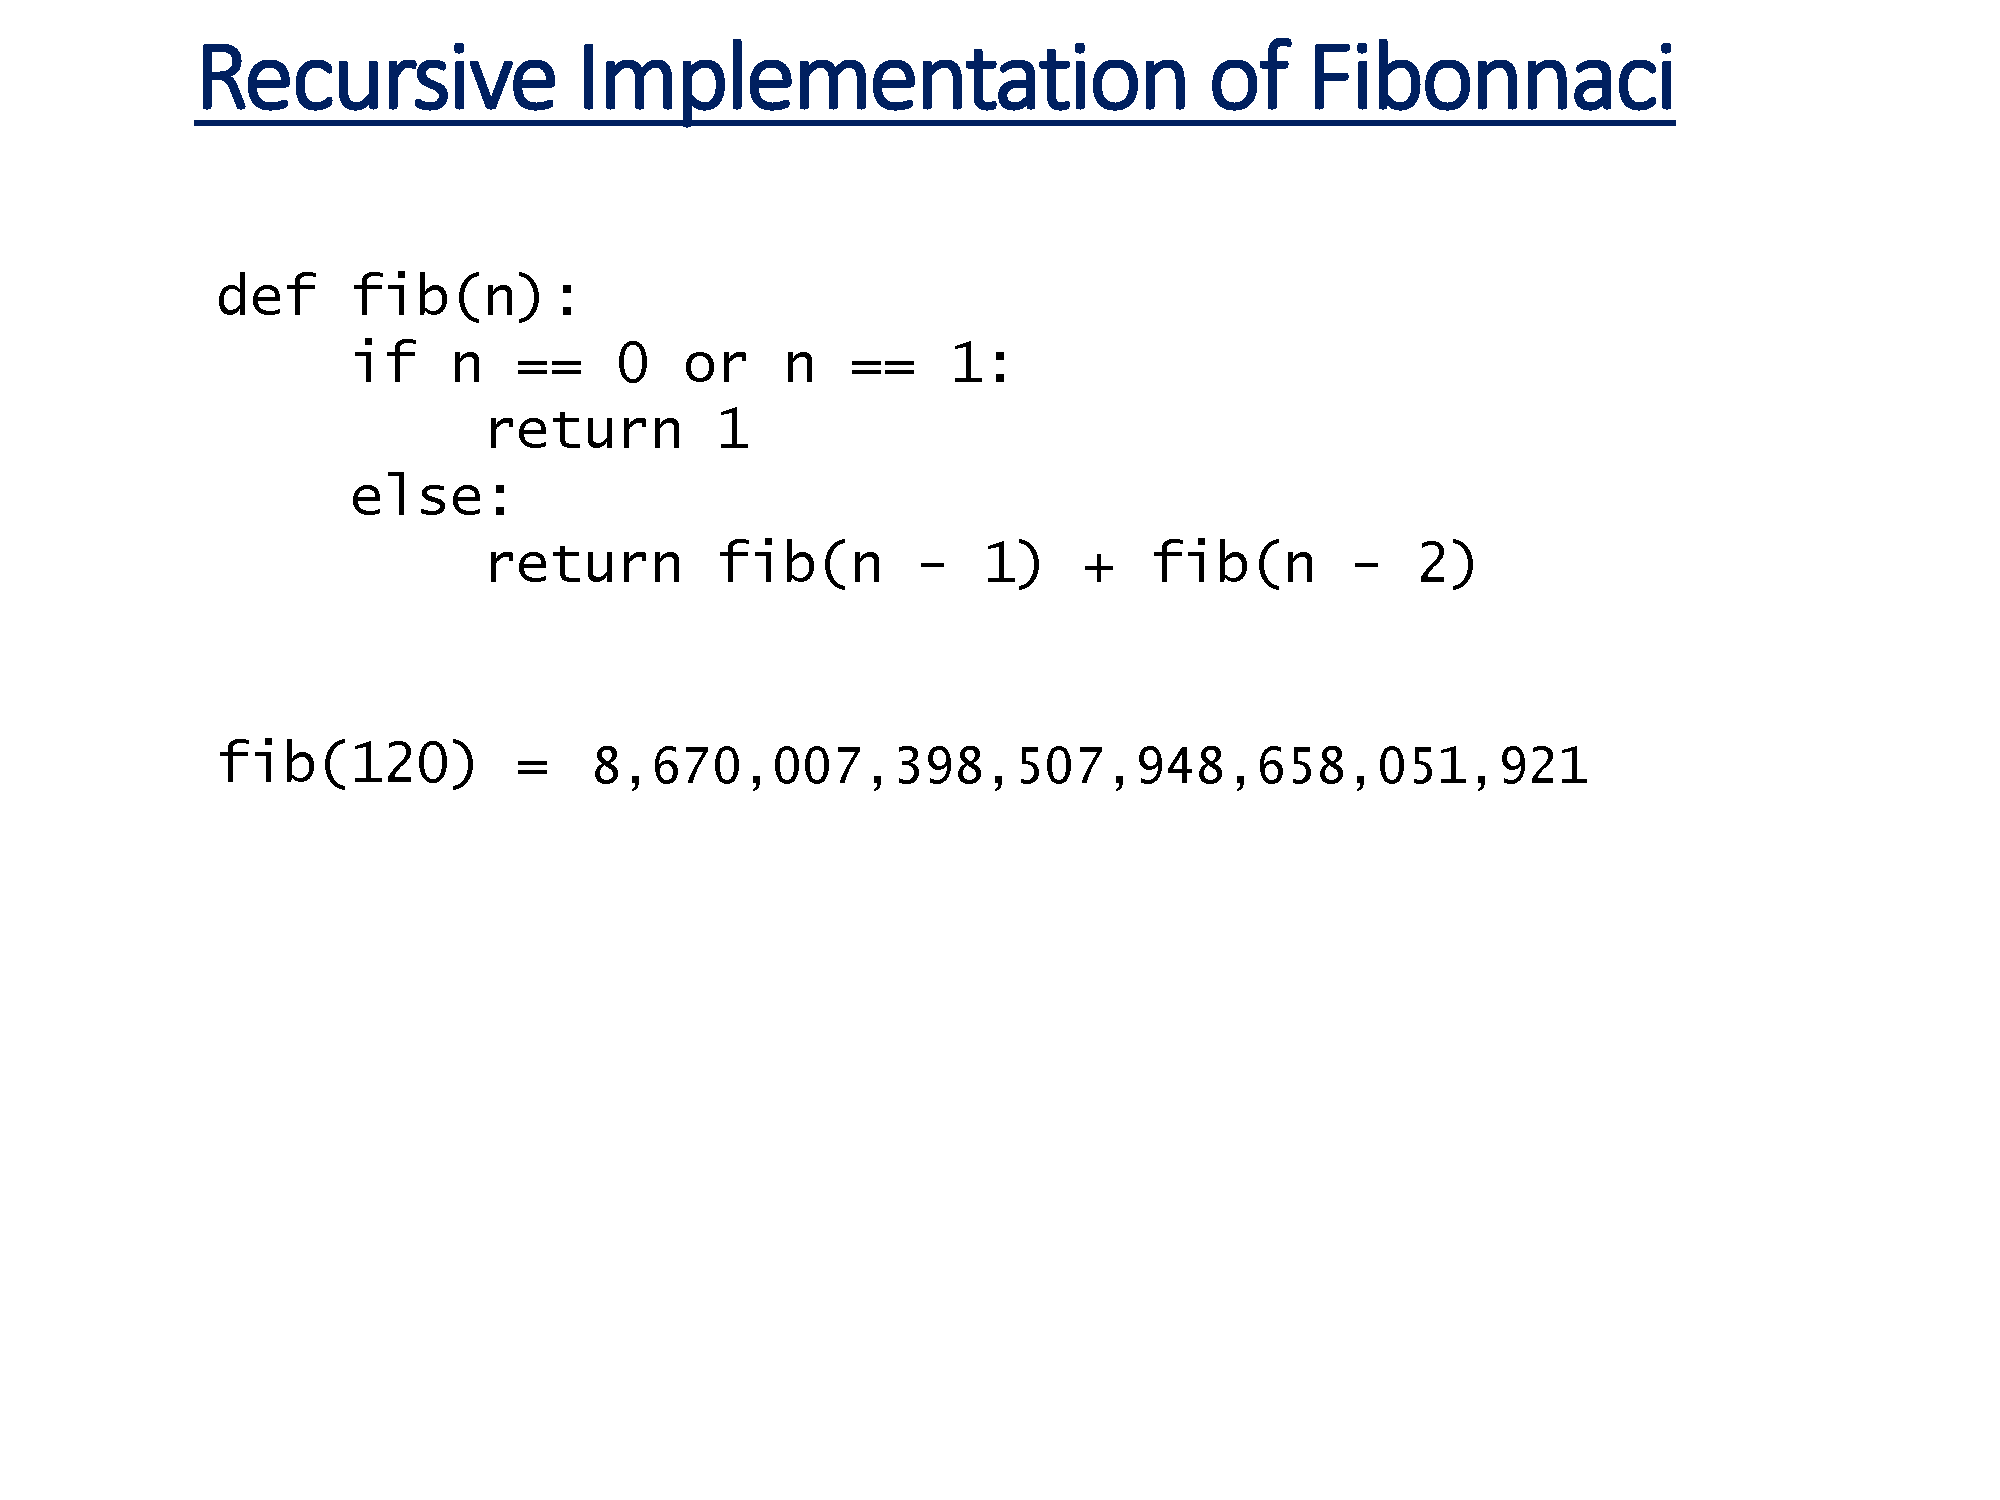 Recursive Implementation of Fibonnaci
def fib(n):
    if n == 0 or n == 1:
        return 1
    else:
        return fib(n – 1) + fib(n – 2)
fib(120) = 8,670,007,398,507,948,658,051,921